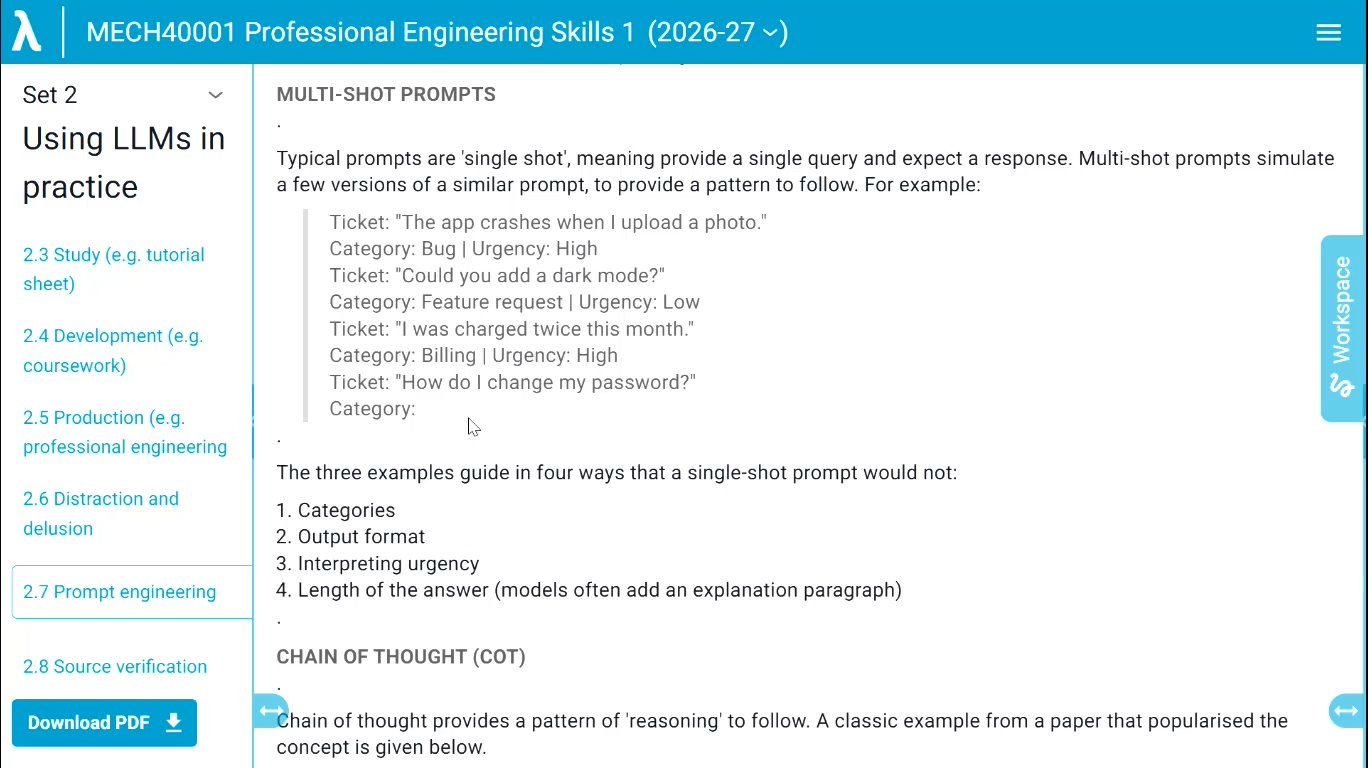 λ MECH40001 Professional Engineering Skills 1 (2026-27)
Set 2
Using LLMs in
practice
2.3 Study (e.g. tutorial
sheet)
2.4 Development (e.g.
coursework)
2.5 Production (e.g.
professional engineering
2.6 Distraction and
delusion
2.7 Prompt engineering
2.8 Source verification
Download PDF
MULTI-SHOT PROMPTS
.
Typical prompts are 'single shot', meaning provide a single query and expect a response. Multi-shot prompts simulate
a few versions of a similar prompt, to provide a pattern to follow. For example:
Ticket: "The app crashes when I upload a photo."
Category: Bug | Urgency: High
Ticket: "Could you add a dark mode?"
Category: Feature request | Urgency: Low
Ticket: "I was charged twice this month."
Category: Billing | Urgency: High
Ticket: "How do I change my password?"
Category:
.
The three examples guide in four ways that a single-shot prompt would not:
1. Categories
2. Output format
3. Interpreting urgency
4. Length of the answer (models often add an explanation paragraph)
.
CHAIN OF THOUGHT (COT)
.
Chain of thought provides a pattern of 'reasoning' to follow. A classic example from a paper that popularised the
concept is given below.
Workspace